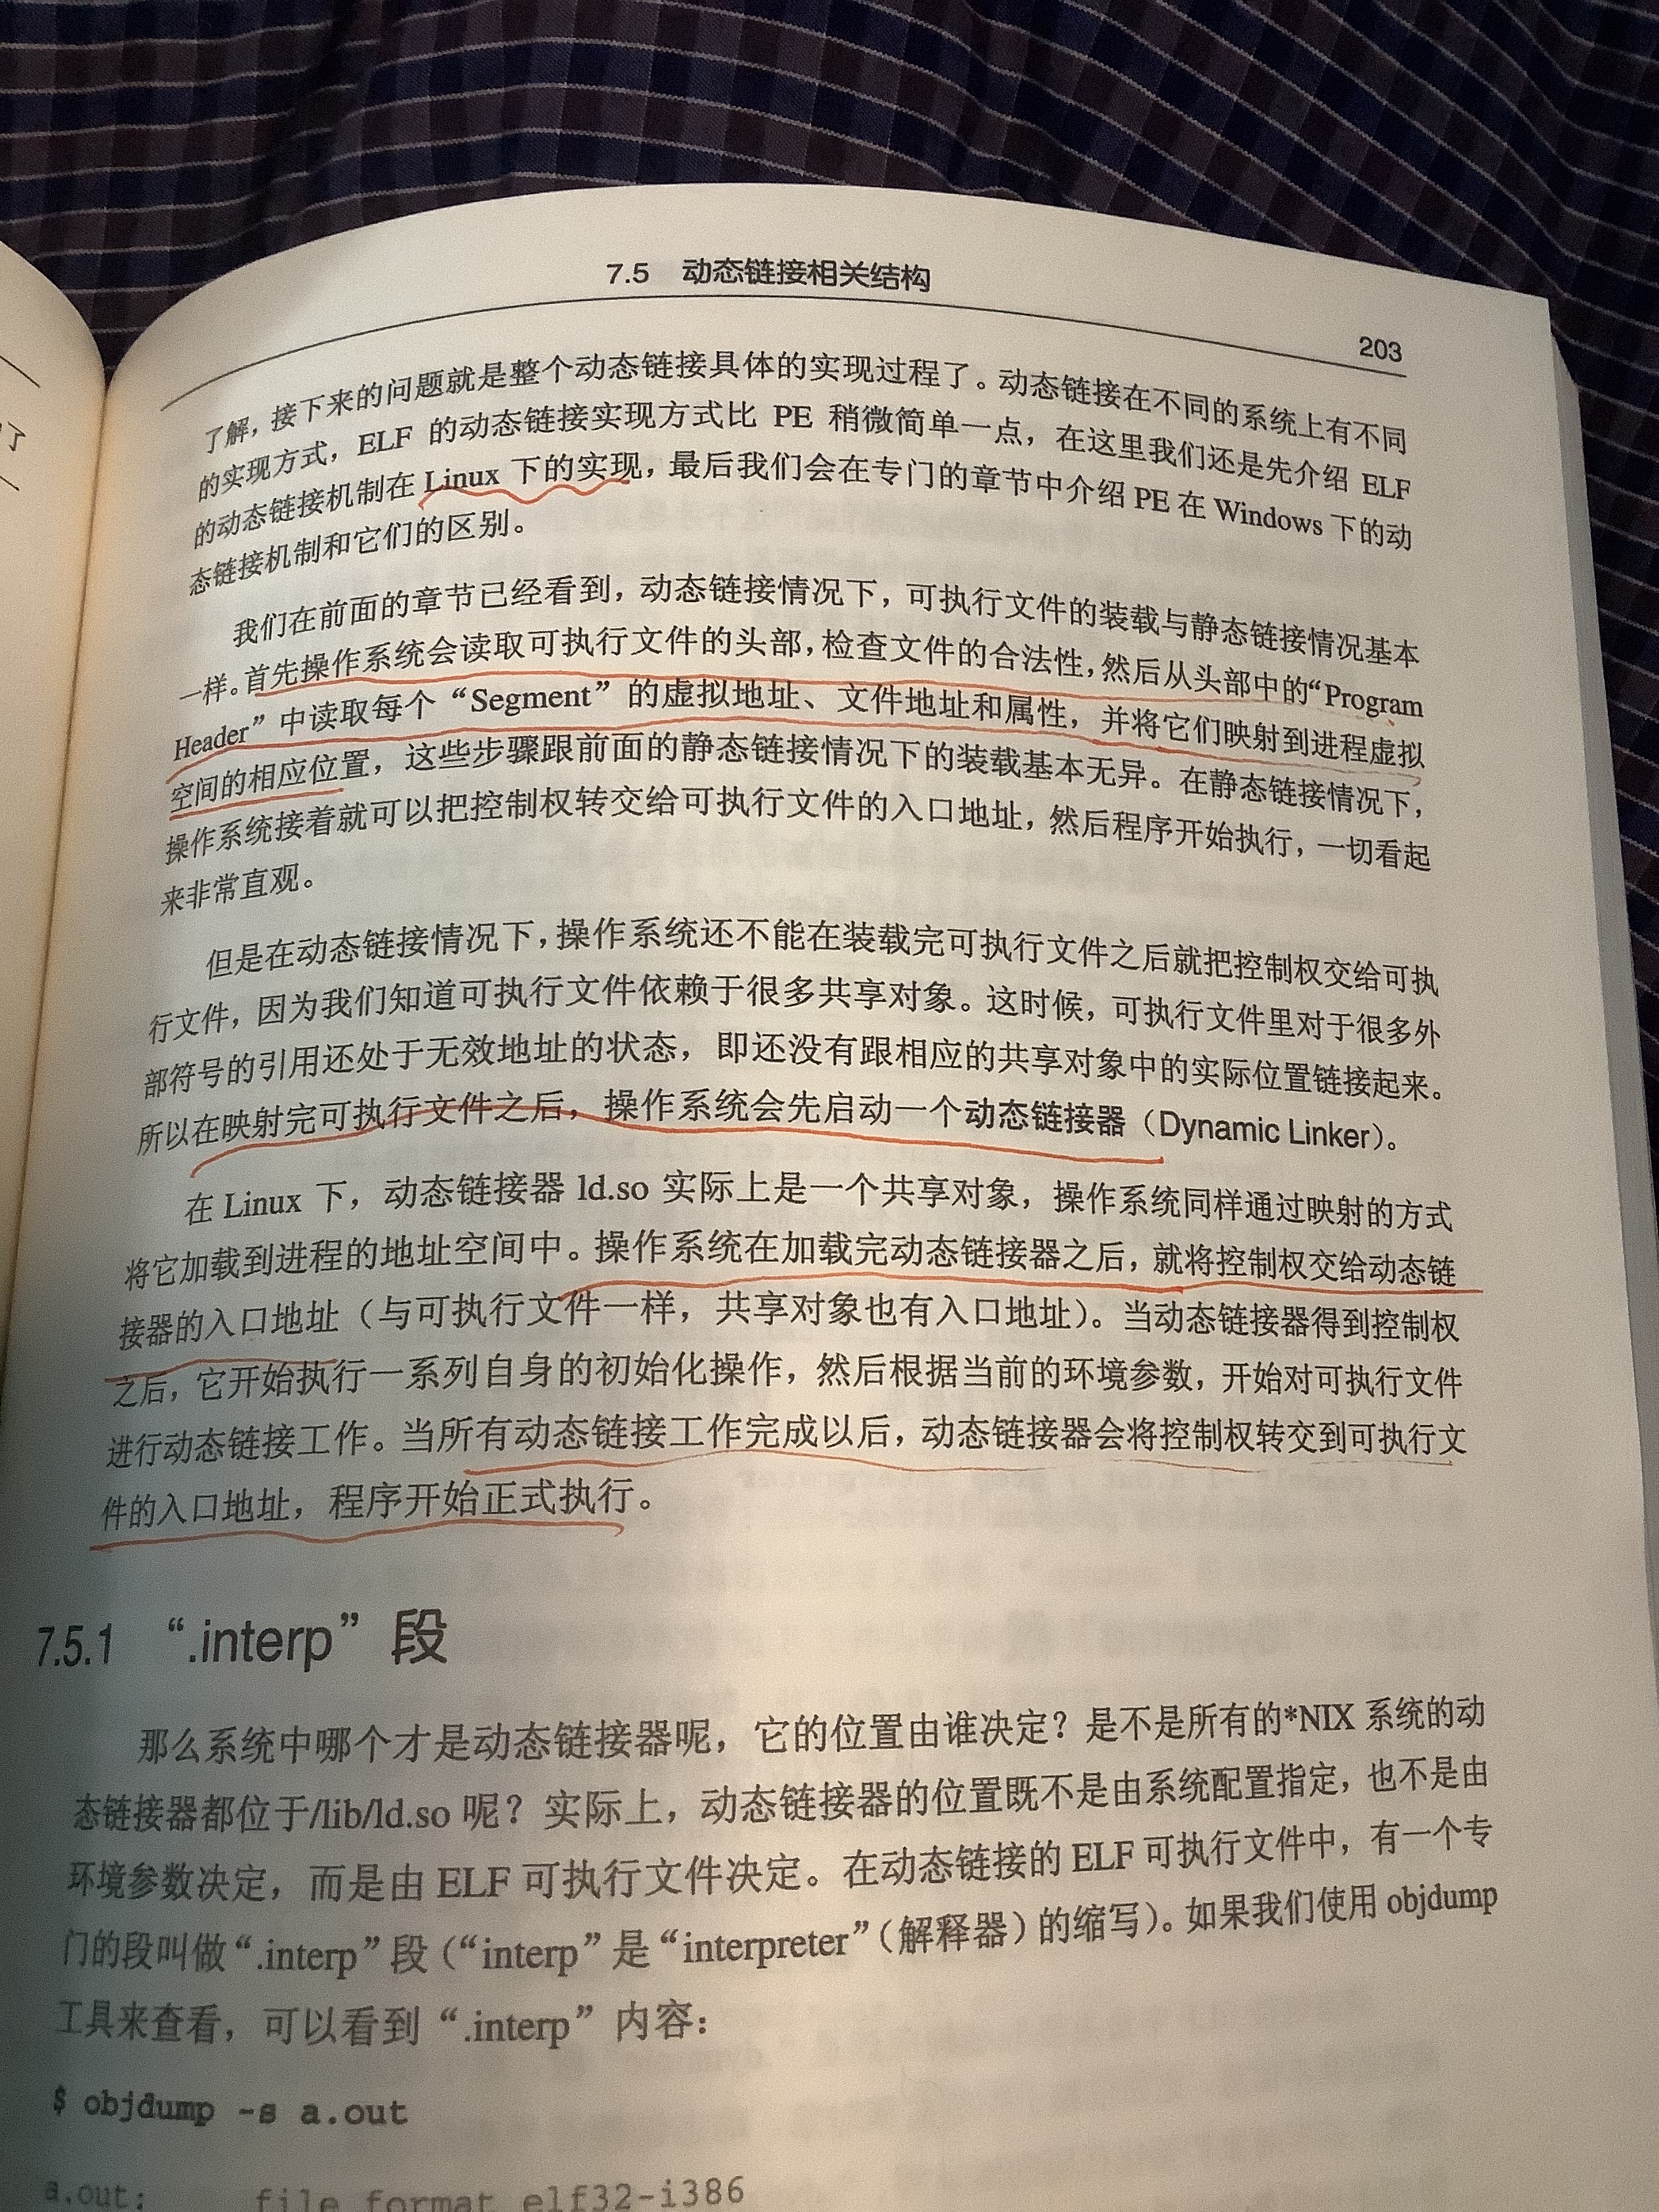 了
7.5 动态链接相关结构
203
了解，接下来的问题就是整个动态链接具体的实现过程了。动态链接在不同的系统上有不同
的实现方式，ELF 的动态链接实现方式比 PE 稍微简单一点，在这里我们还是先介绍 ELF
的动态链接机制在 Linux 下的实现，最后我们会在专门的章节中介绍 PE 在 Windows 下的动
态链接机制和它们的区别。
我们在前面的章节已经看到，动态链接情况下，可执行文件的装载与静态链接情况基本
一样。首先操作系统会读取可执行文件的头部，检查文件的合法性，然后从头部中的“Program
Header”中读取每个“Segment”的虚拟地址、文件地址和属性，并将它们映射到进程虚拟
空间的相应位置，这些步骤跟前面的静态链接情况下的装载基本无异。在静态链接情况下，
操作系统接着就可以把控制权转交给可执行文件的入口地址，然后程序开始执行，一切看起
来非常直观。
但是在动态链接情况下，操作系统还不能在装载完可执行文件之后就把控制权交给可执
行文件，因为我们知道可执行文件依赖于很多共享对象。这时候，可执行文件里对于很多外
部符号的引用还处于无效地址的状态，即还没有跟相应的共享对象中的实际位置链接起来。
所以在映射完可执行文件之后，操作系统会先启动一个动态链接器（Dynamic Linker）。
在 Linux 下，动态链接器 ld.so 实际上是一个共享对象，操作系统同样通过映射的方式
将它加载到进程的地址空间中。操作系统在加载完动态链接器之后，就将控制权交给动态链
接器的入口地址（与可执行文件一样，共享对象也有入口地址）。当动态链接器得到控制权
之后，它开始执行一系列自身的初始化操作，然后根据当前的环境参数，开始对可执行文件
进行动态链接工作。当所有动态链接工作完成以后，动态链接器会将控制权转交到可执行文
件的入口地址，程序开始正式执行。
7.5.1 “.interp”段
那么系统中哪个才是动态链接器呢，它的位置由谁决定？是不是所有的*NIX 系统的动
态链接器都位于/lib/ld.so 呢？实际上，动态链接器的位置既不是由系统配置指定，也不是由
环境参数决定，而是由 ELF 可执行文件决定。在动态链接的 ELF 可执行文件中，有一个专
门的段叫做“.interp”段（“interp”是“interpreter”（解释器）的缩写）。如果我们使用 objdump
工具来查看，可以看到“.interp”内容：
$ objdump -s a.out
a.out: file format elf32-i386